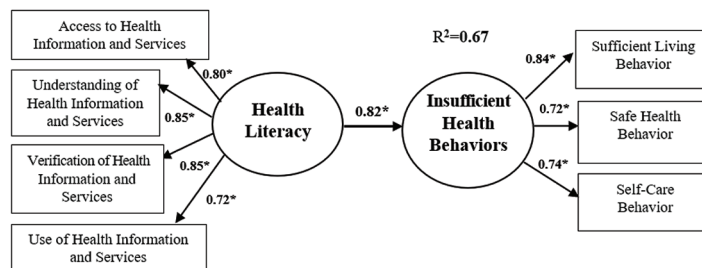 Access to Health
Information and Services
Understanding of
Health Information
and Services
Verification of Health
Information and
Services
Use of Health Information
and Services
0.80*
0.85*
0.85*
0.72*
Health
Literacy
0.82*
R²=0.67
Insufficient
Health
Behaviors
0.84*
0.72*
0.74*
Sufficient Living
Behavior
Safe Health
Behavior
Self-Care
Behavior